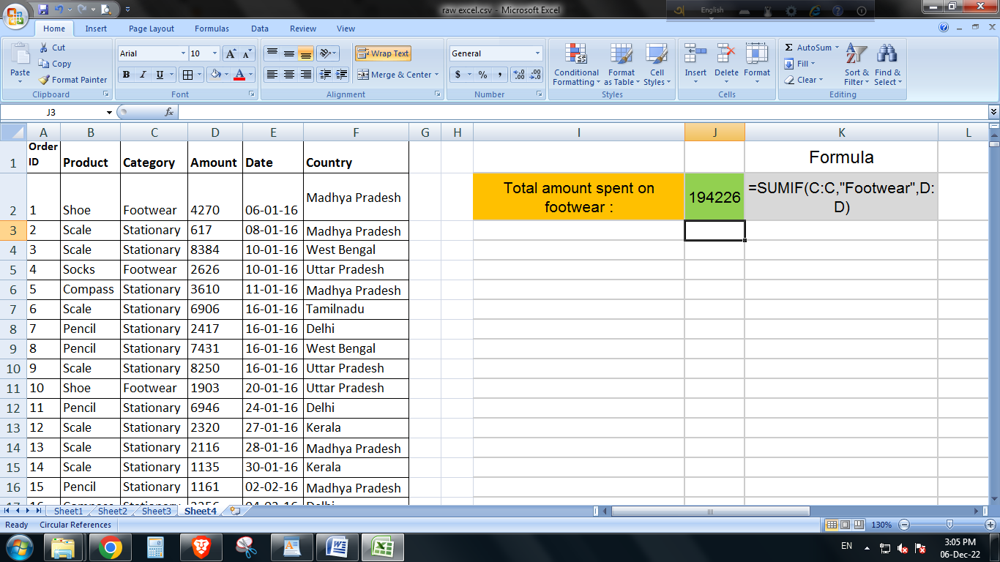 raw excel.csv - Microsoft Excel
English
Home Insert Page Layout Formulas Data Review View
Paste
Cut
Copy
Format Painter
Clipboard
Arial 10
B I U
Font
Wrap Text
Merge & Center
Alignment
General
$ % ,
Number
Conditional Formatting
Format as Table
Cell Styles
Styles
Insert Delete Format
Cells
Σ AutoSum
Fill
Clear
Sort & Filter
Find & Select
Editing
J3 fx
A B C D E F G H I J K L
1 Order ID Product Category Amount Date Country Formula
2 1 Shoe Footwear 4270 06-01-16 Madhya Pradesh Total amount spent on footwear : 194226 =SUMIF(C:C,"Footwear",D:D)
3 2 Scale Stationary 617 08-01-16 Madhya Pradesh
4 3 Scale Stationary 8384 10-01-16 West Bengal
5 4 Socks Footwear 2626 10-01-16 Uttar Pradesh
6 5 Compass Stationary 3610 11-01-16 Madhya Pradesh
7 6 Scale Stationary 6906 16-01-16 Tamilnadu
8 7 Pencil Stationary 2417 16-01-16 Delhi
9 8 Pencil Stationary 7431 16-01-16 West Bengal
10 9 Scale Stationary 8250 16-01-16 Uttar Pradesh
11 10 Shoe Footwear 1903 20-01-16 Uttar Pradesh
12 11 Pencil Stationary 6946 24-01-16 Delhi
13 12 Scale Stationary 2320 27-01-16 Kerala
14 13 Scale Stationary 2116 28-01-16 Madhya Pradesh
15 14 Scale Stationary 1135 30-01-16 Kerala
16 15 Pencil Stationary 1161 02-02-16 Madhya Pradesh
Sheet1 Sheet2 Sheet3 Sheet4
Ready Circular References 130%
EN 3:05 PM
06-Dec-22